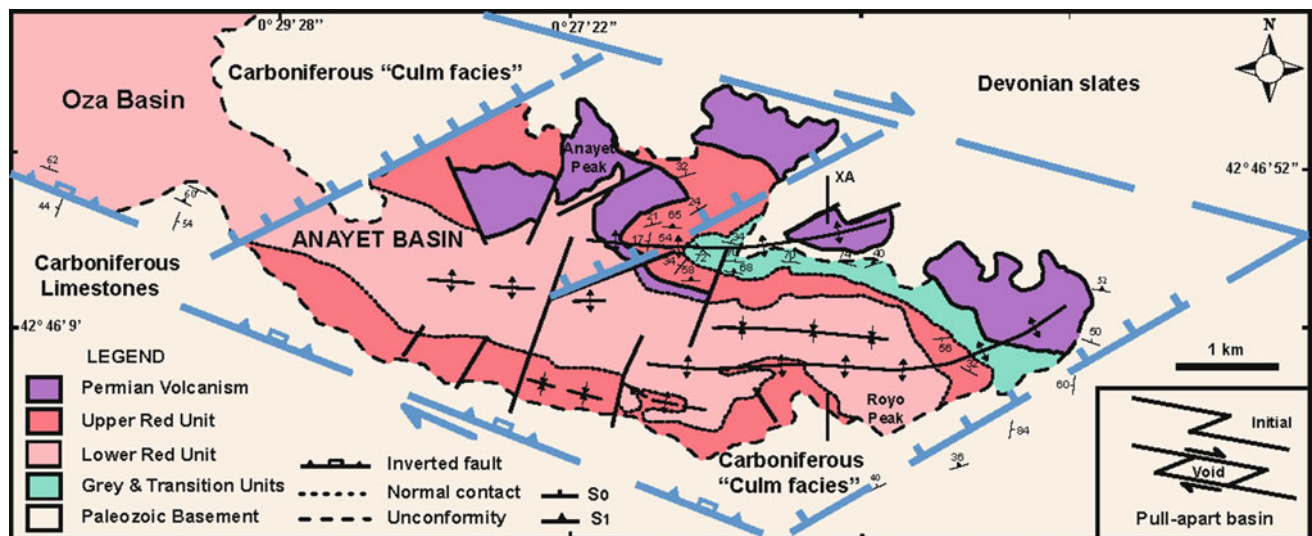 0° 29' 28''
0° 27' 22''
N
Carboniferous "Culm facies"
Devonian slates
Oza Basin
Anayet
Peak
42° 46' 52''
XA
62
44
60
54
32
24
21
65
17
54
34
58
72
34
68
70
74
40
ANAYET BASIN
Carboniferous
Limestones
52
50
56
32
60
84
36
40
42° 46' 9'
1 km
Royo
Peak
Carboniferous
"Culm facies"
LEGEND
Permian Volcanism
Upper Red Unit
Lower Red Unit
Grey & Transition Units
Paleozoic Basement
Inverted fault
Normal contact
Unconformity
S0
S1
Initial
Void
Pull-apart basin